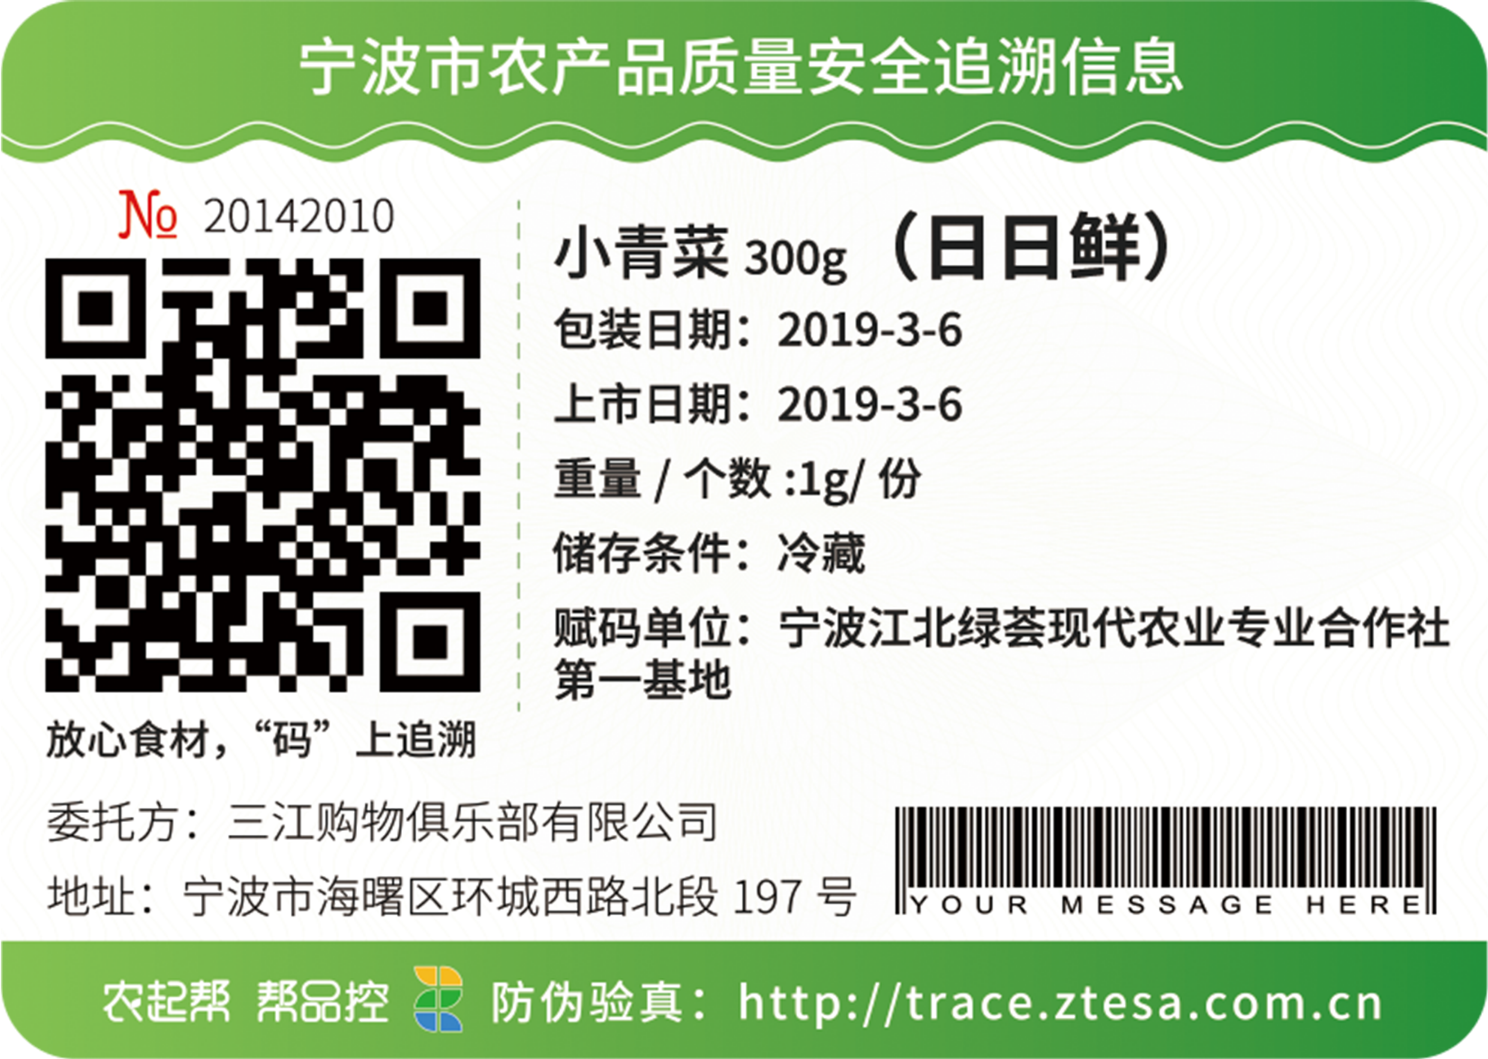 宁波市农产品质量安全追溯信息
№ 20142010
小青菜 300g （日日鲜）
包装日期：2019-3-6
上市日期：2019-3-6
重量 / 个数 :1g/ 份
储存条件：冷藏
赋码单位：宁波江北绿荟现代农业专业合作社
第一基地
放心食材，“码”上追溯
委托方：三江购物俱乐部有限公司
地址：宁波市海曙区环城西路北段 197 号
YOUR MESSAGE HERE
农起帮 帮品控 防伪验真：http://trace.ztesa.com.cn